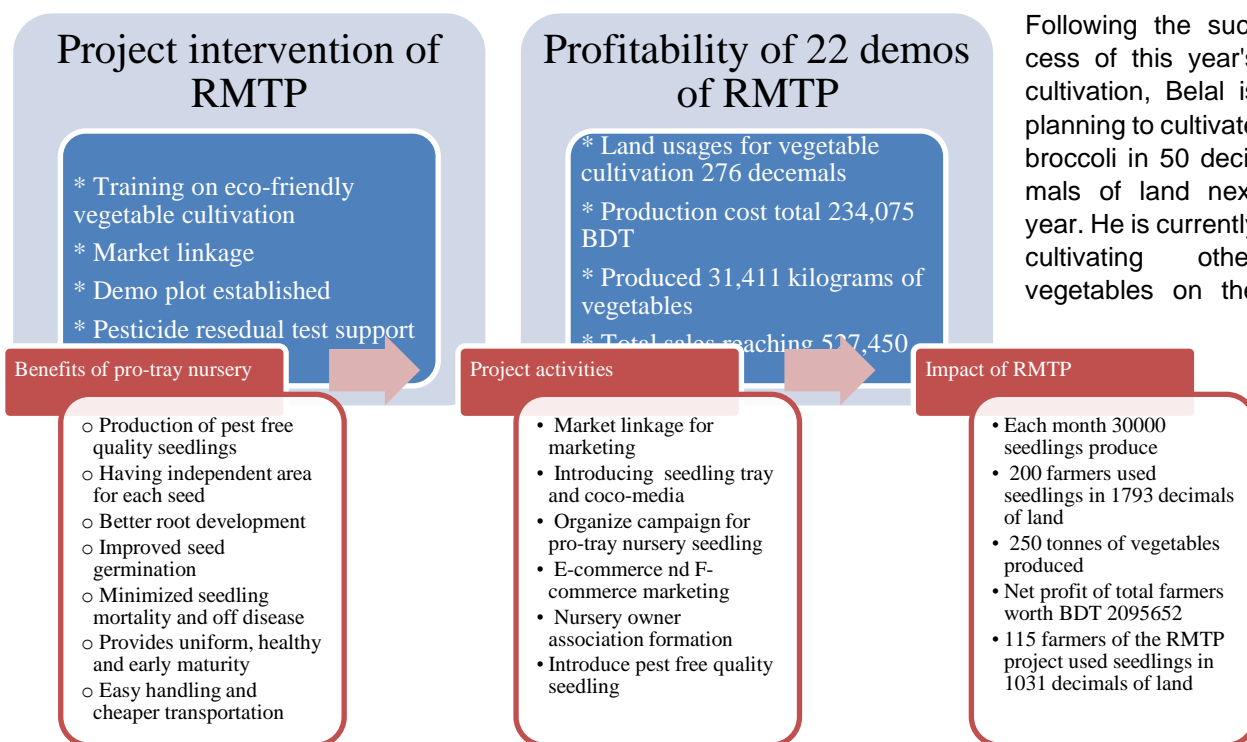 Project intervention of
RMTP
* Training on eco-friendly
vegetable cultivation
* Market linkage
* Demo plot established
* Pesticide resedual test support
Profitability of 22 demos
of RMTP
* Land usages for vegetable
cultivation 276 decemals
* Production cost total 234,075
BDT
* Produced 31,411 kilograms of
vegetables
* Total sales reaching 527,450
Following the suc
cess of this year's
cultivation, Belal is
planning to cultivate
broccoli in 50 deci
mals of land nex
year. He is currently
cultivating othe
vegetables on the
Benefits of pro-tray nursery
○ Production of pest free
quality seedlings
○ Having independent area
for each seed
○ Better root development
○ Improved seed
germination
○ Minimized seedling
mortality and off disease
○ Provides uniform, healthy
and early maturity
○ Easy handling and
cheaper transportation
Project activities
• Market linkage for
marketing
• Introducing seedling tray
and coco-media
• Organize campaign for
pro-tray nursery seedling
• E-commerce nd F-
commerce marketing
• Nursery owner
association formation
• Introduce pest free quality
seedling
Impact of RMTP
• Each month 30000
seedlings produce
• 200 farmers used
seedlings in 1793 decimals
of land
• 250 tonnes of vegetables
produced
• Net profit of total farmers
worth BDT 2095652
• 115 farmers of the RMTP
project used seedlings in
1031 decimals of land